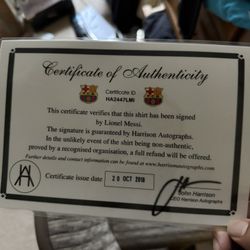 Certificate of Authenticity
Certificate ID
HA2447LMI
This certificate verifies that this shirt has been signed
by Lionel Messi.
The signature is guaranteed by Harrison Autographs.
In the unlikely event of the shirt being non-authentic,
proved by a recognised organisation, a full refund will be offered.
Further details and contact information can be found at www.harrisonautographs.com
Certificate issue date
20 OCT 2018
John Harrison
CEO Harrison Autographs